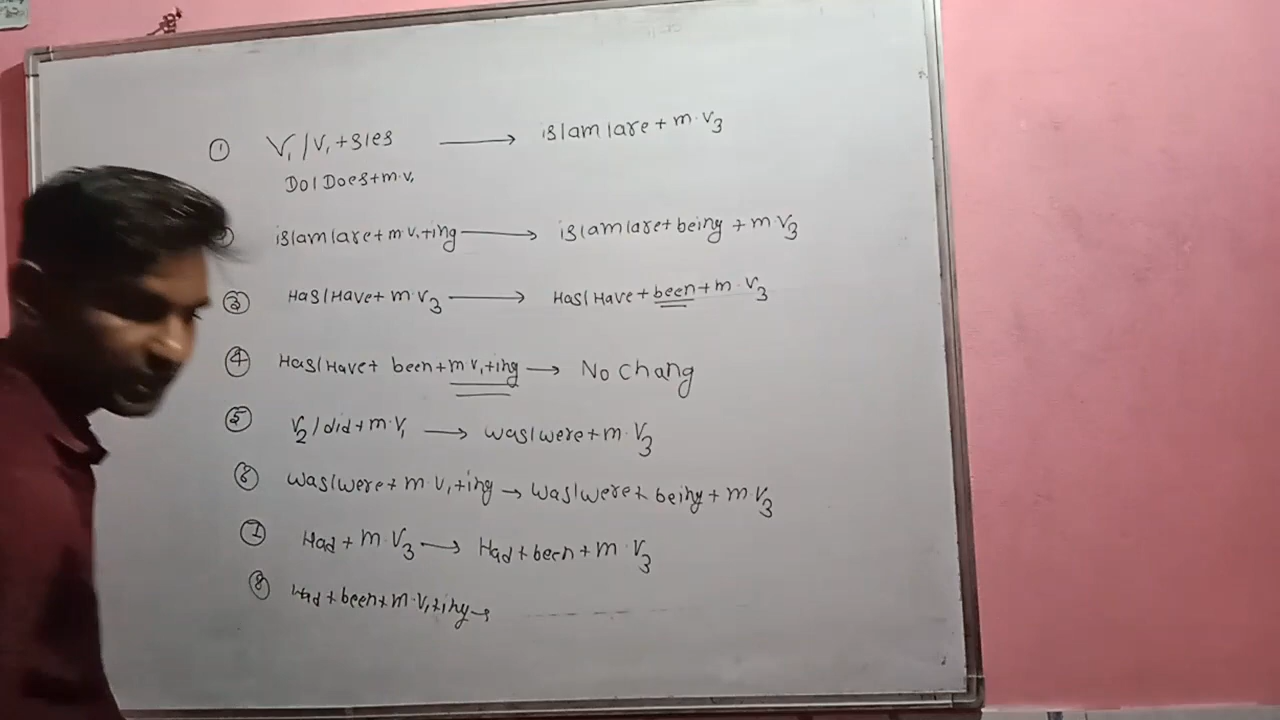 ① V₁/V₁+s/es ⟶ is/am/are + m.v₃
Do/Does+m.v₁
is/am/are+m.v₁+ing ⟶ is/am/are+being + m.v₃
③ Has/Have+ m.v₃ ⟶ Has/Have + been + m.v₃
④ Has/Have+ been + m v₁+ing ⟶ No chang
⑤ v₂/did + m.v₁ ⟶ was/were + m.v₃
⑥ was/were + m.v₁+ing → was/were + being + m.v₃
⑦ Had + m.v₃ ⟶ Had + been + m.v₃
⑧ Had + been + m.v₁+ing →